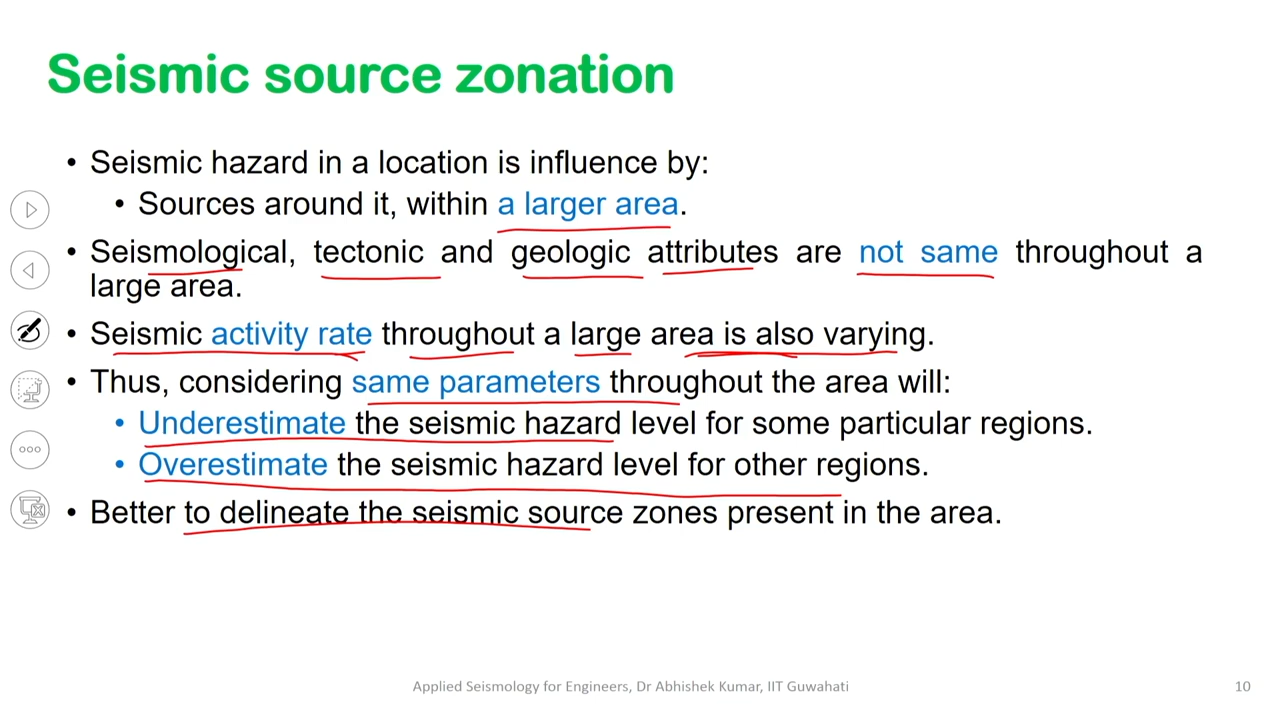 Seismic source zonation
• Seismic hazard in a location is influence by:
• Sources around it, within a larger area.
• Seismological, tectonic and geologic attributes are not same throughout a
large area.
• Seismic activity rate throughout a large area is also varying.
• Thus, considering same parameters throughout the area will:
• Underestimate the seismic hazard level for some particular regions.
• Overestimate the seismic hazard level for other regions.
• Better to delineate the seismic source zones present in the area.
Applied Seismology for Engineers, Dr Abhishek Kumar, IIT Guwahati
10